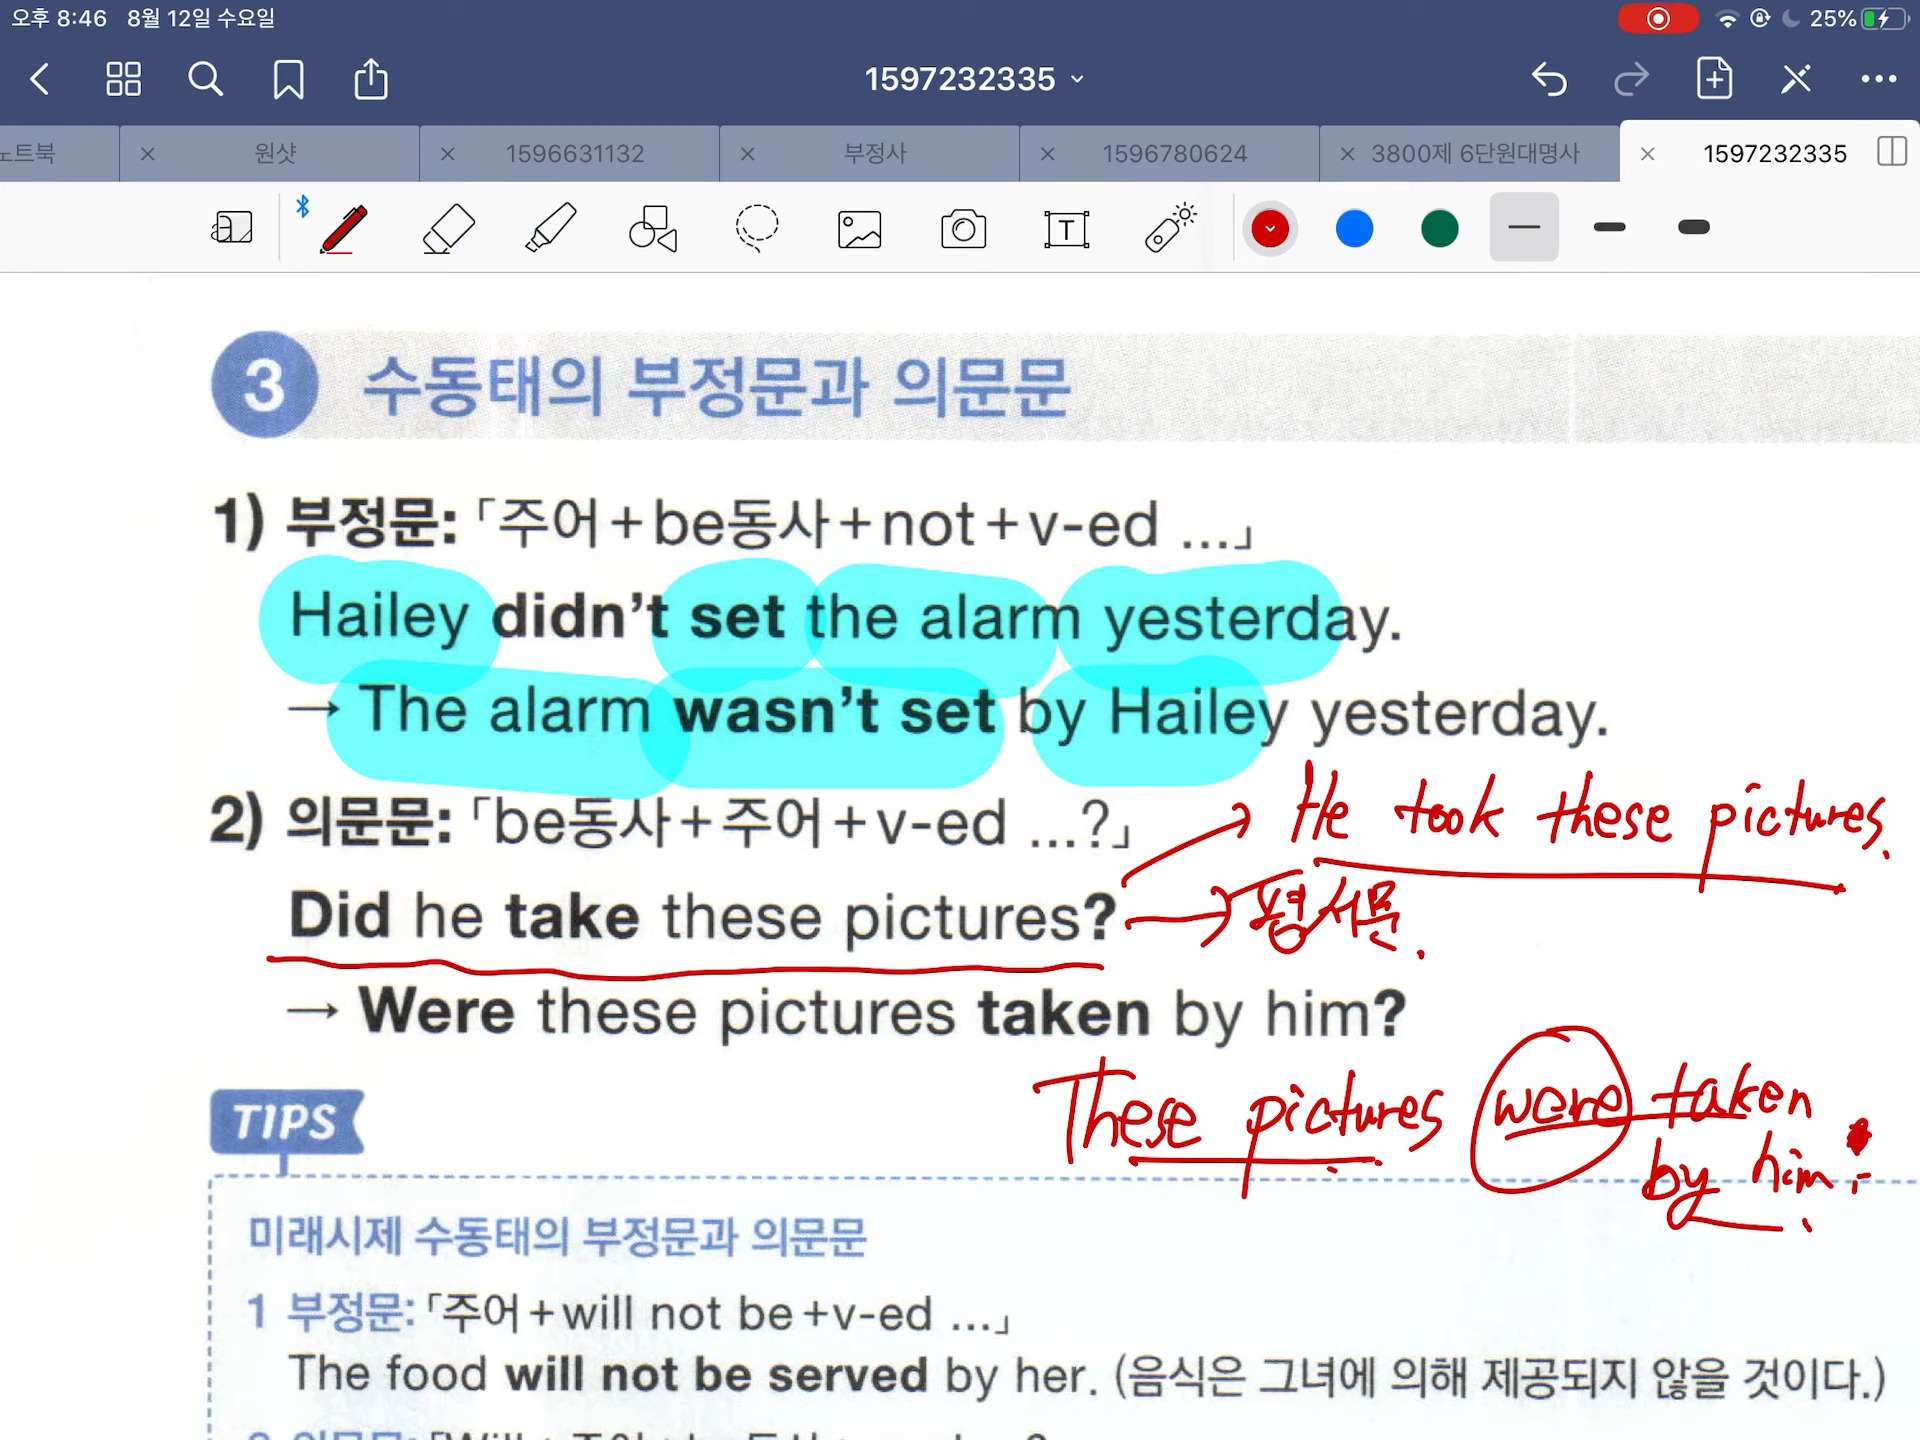 오후 8:46 8월 12일 수요일 25%
1597232335
노트북 원샷 1596631132 부정사 1596780624 3800제 6단원대명사 1597232335
3 수동태의 부정문과 의문문
1) 부정문: 「주어+be동사+not+v-ed ...」
Hailey didn't set the alarm yesterday.
→ The alarm wasn't set by Hailey yesterday.
2) 의문문: 「be동사+주어+v-ed ...?」
He took these pictures.
Did he take these pictures?
평서문.
→ Were these pictures taken by him?
These pictures were taken
by him.
TIPS
미래시제 수동태의 부정문과 의문문
1 부정문: 「주어+will not be+v-ed ...」
The food will not be served by her. (음식은 그녀에 의해 제공되지 않을 것이다.)